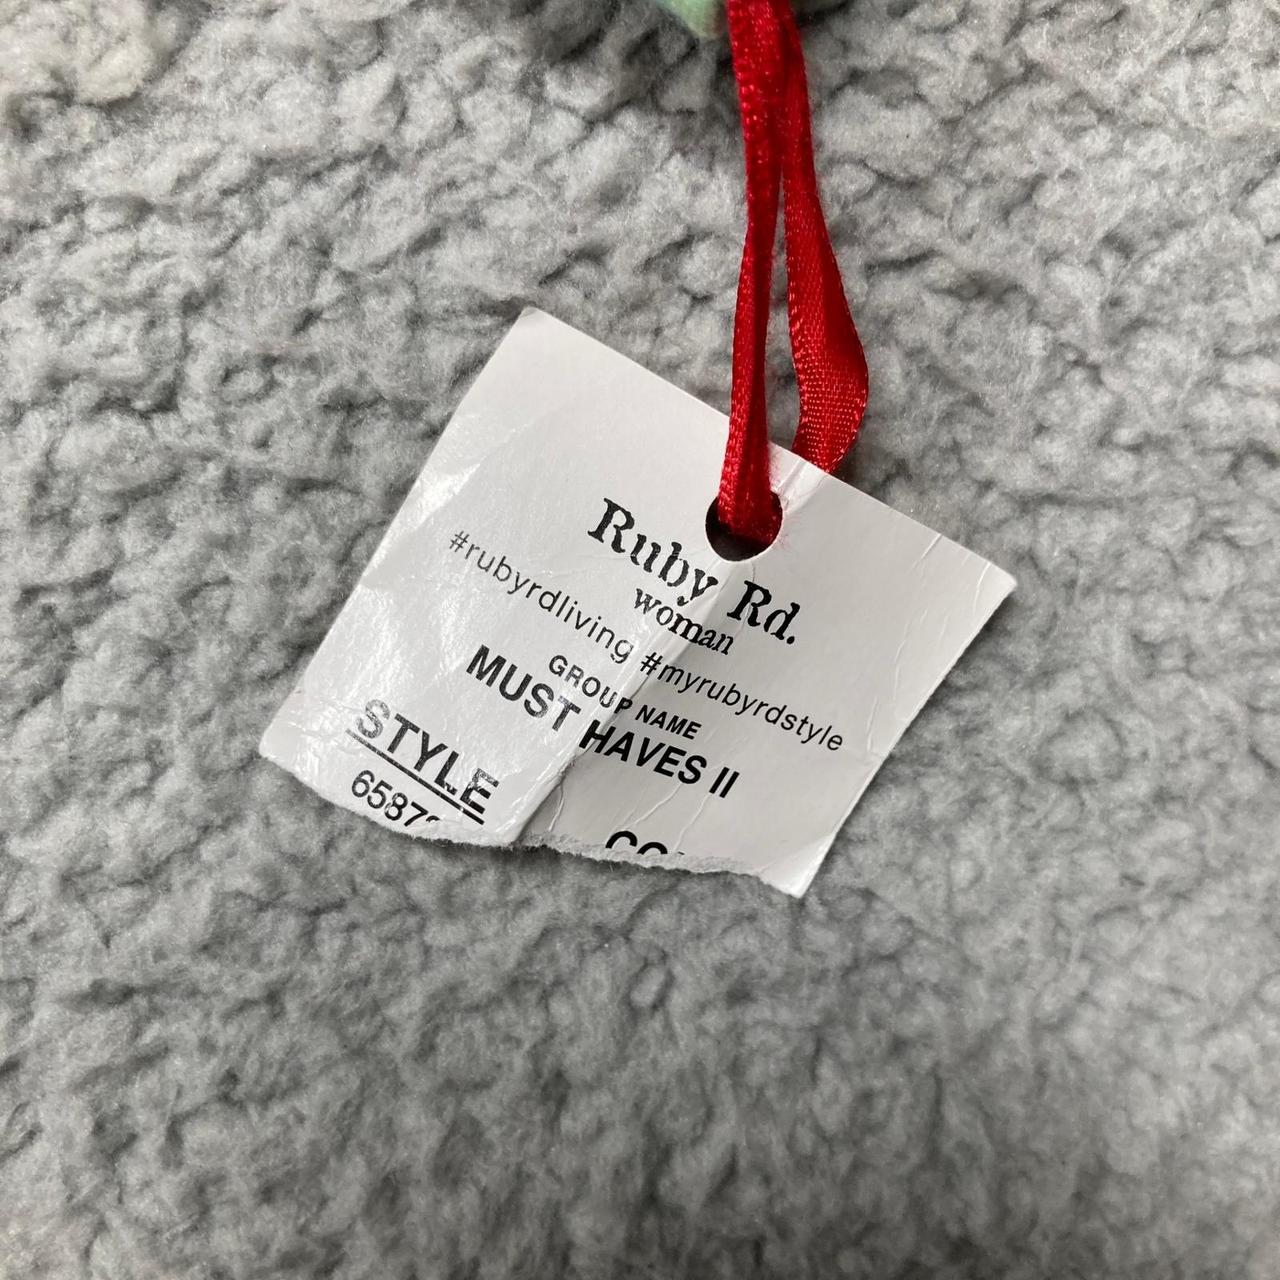 Ruby Rd.
woman
#rubyrdliving #myrubyrdstyle
GROUP NAME
MUST HAVES II
STYLE